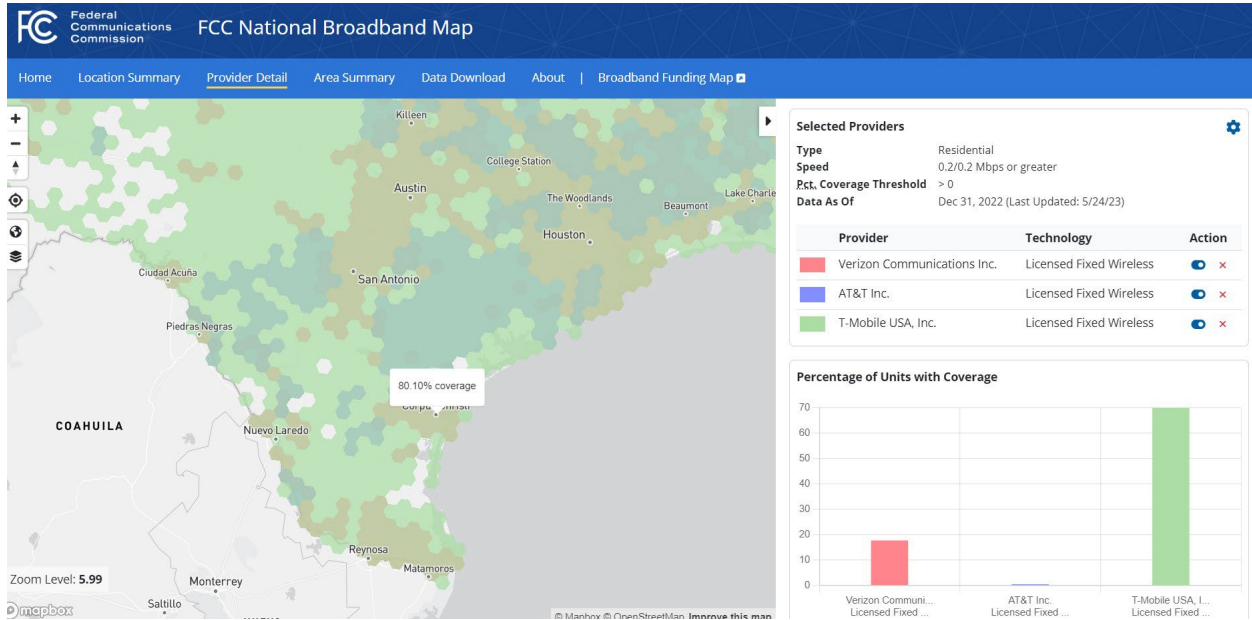 FC Federal
Communications
Commission
FCC National Broadband Map
Home Location Summary Provider Detail Area Summary Data Download About | Broadband Funding Map
Killeen
College Station
Austin
The Woodlands
Lake Charle
Beaumont
Houston
Ciudad Acuña
San Antonio
Piedras Negras
80.10% coverage
Corpus Christi
COAHUILA
Nuevo Laredo
Reynosa
Matamoros
Zoom Level: 5.99
Monterrey
Saltillo
mapbox
© Mapbox © OpenStreetMap Improve this map
Selected Providers
Type Residential
Speed 0.2/0.2 Mbps or greater
Pct. Coverage Threshold > 0
Data As Of Dec 31, 2022 (Last Updated: 5/24/23)
Provider Technology Action
Verizon Communications Inc. Licensed Fixed Wireless ×
AT&T Inc. Licensed Fixed Wireless ×
T-Mobile USA, Inc. Licensed Fixed Wireless ×
Percentage of Units with Coverage
70
60
50
40
30
20
10
0
Verizon Communi... AT&T Inc. T-Mobile USA, I...
Licensed Fixed ... Licensed Fixed ... Licensed Fixed ...